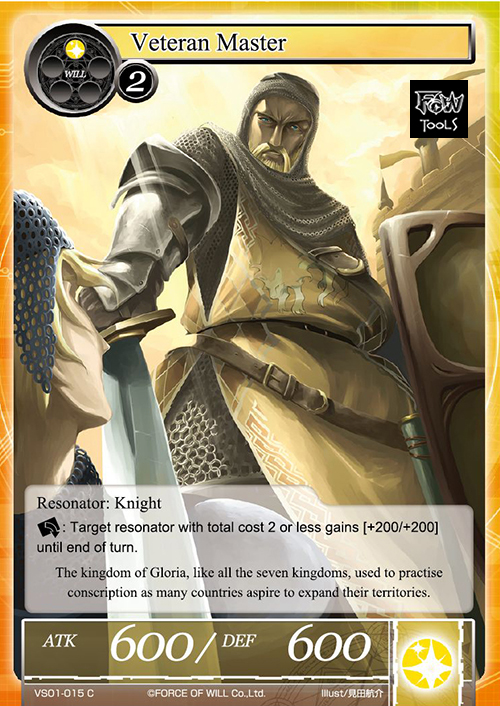 Veteran Master
WILL
2
FOW
TOOLS
Resonator: Knight
: Target resonator with total cost 2 or less gains [+200/+200]
until end of turn.
The kingdom of Gloria, like all the seven kingdoms, used to practise
conscription as many countries aspire to expand their territories.
ATK 600 / DEF 600
VS01-015 C ©FORCE OF WILL Co.,Ltd. Illust/見田航介